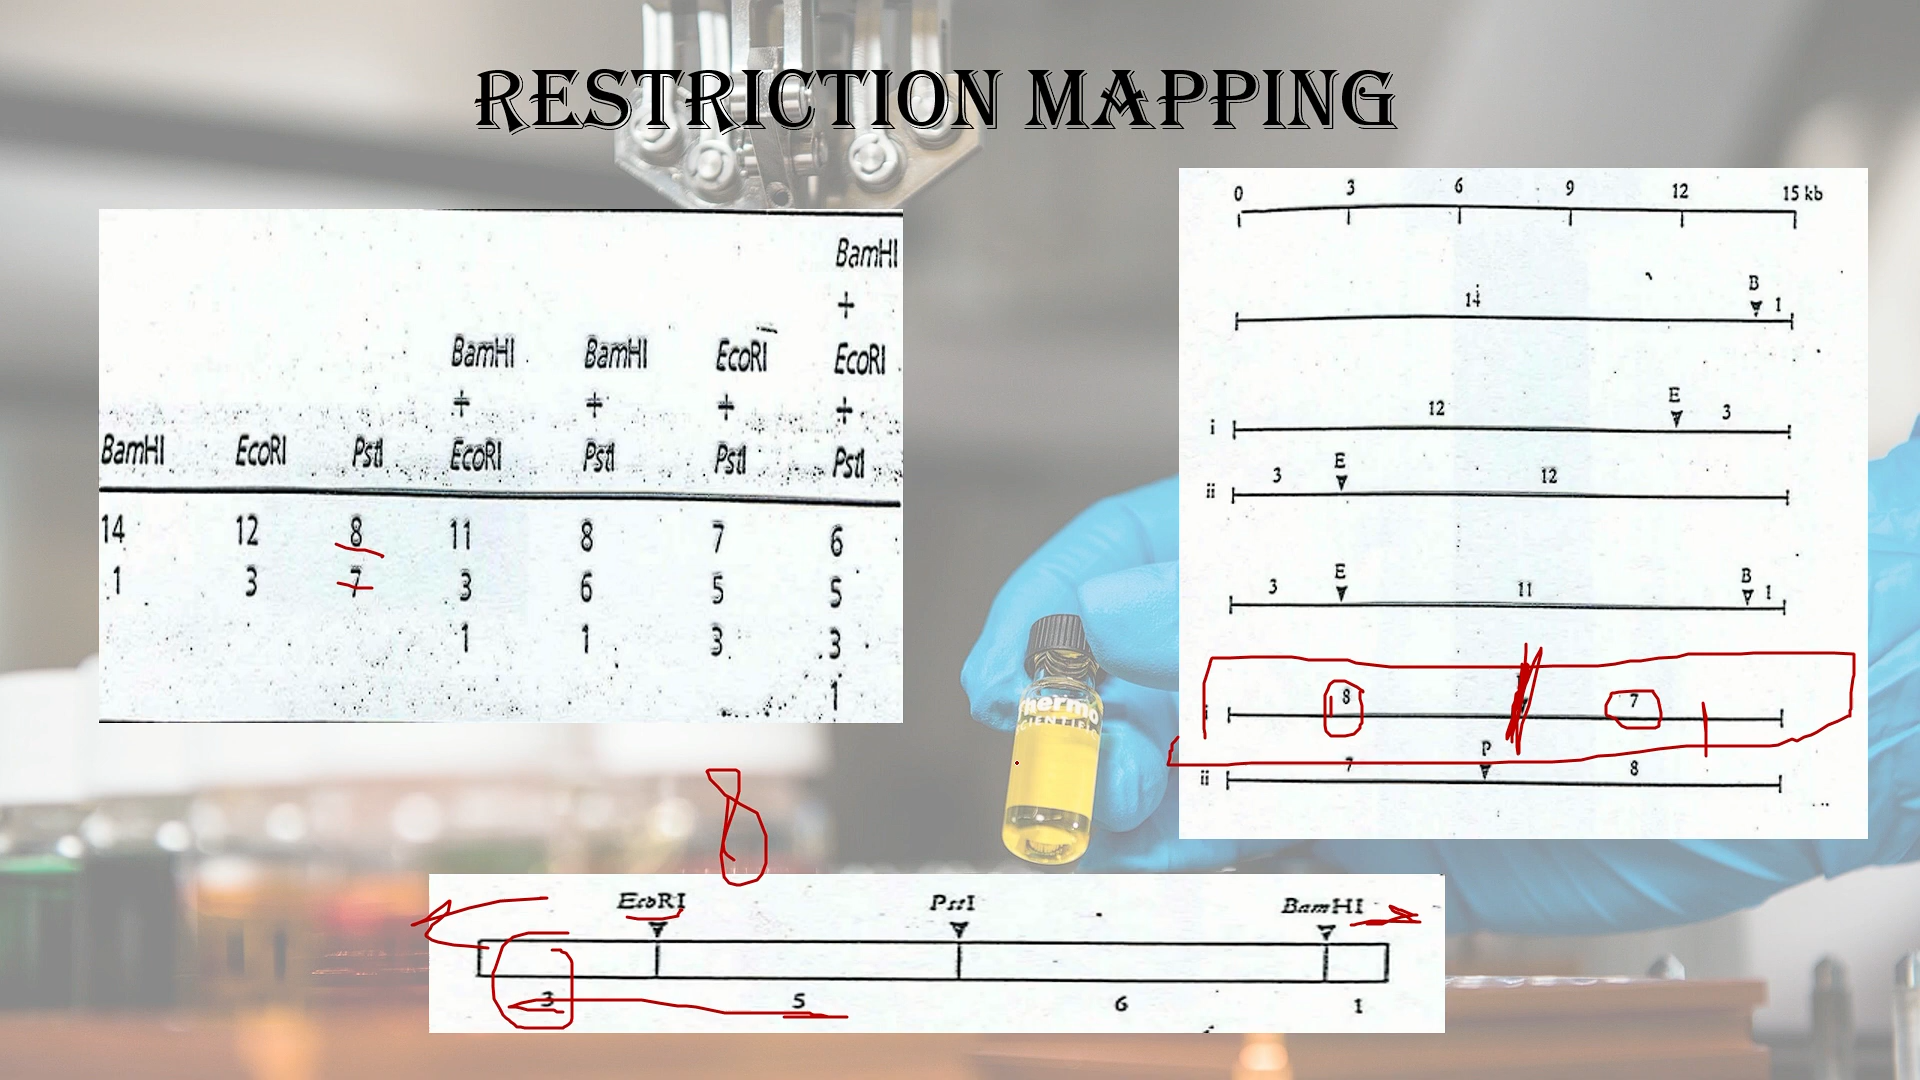 RESTRICTION MAPPING
BamHI
+
BamHI BamHI EcoRI EcoRI
+ + + +
BamHI EcoRI PstI EcoRI PstI PstI PstI
14 12 8 11 8 7 6
1 3 7 3 6 5 5
1 1 3 3
1
0 3 6 9 12 15 kb
B
14 1
E
i 12 3
E
ii 3 12
E B
3 11 1
i 8 7
P
ii 7 8
Thermo
SCIENTIFIC
8
EcoRI PstI BamHI
3 5 6 1